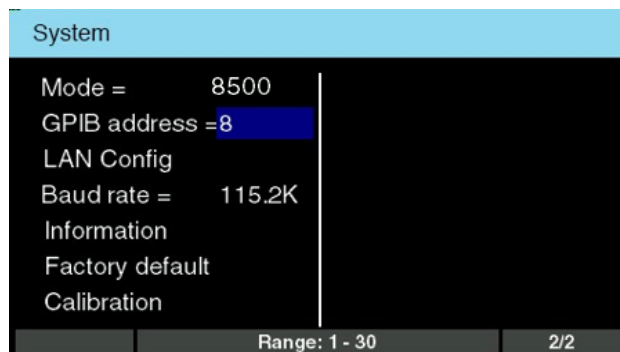 System
Mode = 8500
GPIB address =8
LAN Config
Baud rate = 115.2K
Information
Factory default
Calibration
Range: 1 - 30 2/2